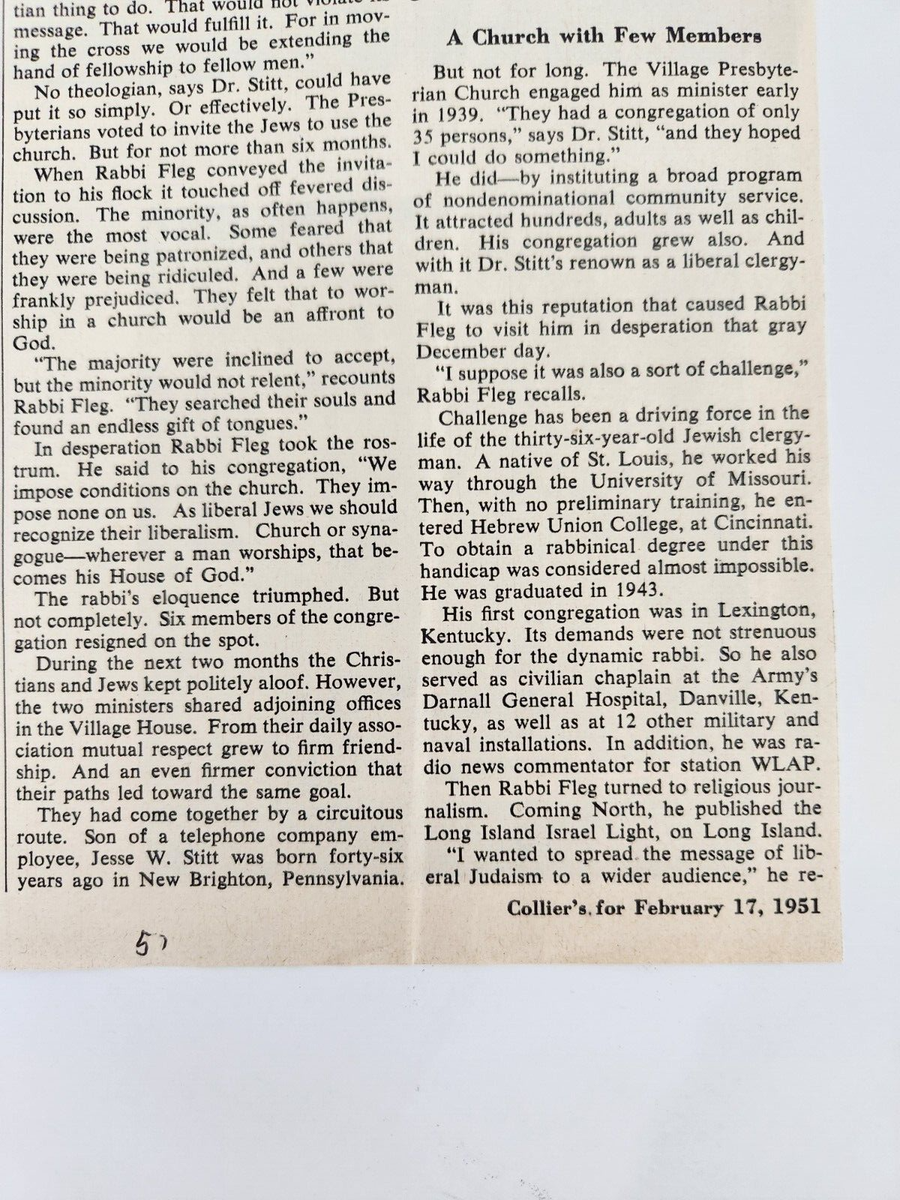 tian thing to do. That would not violate
message. That would fulfill it. For in mov-
ing the cross we would be extending the
hand of fellowship to fellow men.”
No theologian, says Dr. Stitt, could have
put it so simply. Or effectively. The Pres-
byterians voted to invite the Jews to use the
church. But for not more than six months.
When Rabbi Fleg conveyed the invita-
tion to his flock it touched off fevered dis-
cussion. The minority, as often happens,
were the most vocal. Some feared that
they were being patronized, and others that
they were being ridiculed. And a few were
frankly prejudiced. They felt that to wor-
ship in a church would be an affront to
God.
“The majority were inclined to accept,
but the minority would not relent,” recounts
Rabbi Fleg. “They searched their souls and
found an endless gift of tongues.”
In desperation Rabbi Fleg took the ros-
trum. He said to his congregation, “We
impose conditions on the church. They im-
pose none on us. As liberal Jews we should
recognize their liberalism. Church or syna-
gogue—wherever a man worships, that be-
comes his House of God.”
The rabbi's eloquence triumphed. But
not completely. Six members of the congre-
gation resigned on the spot.
During the next two months the Chris-
tians and Jews kept politely aloof. However,
the two ministers shared adjoining offices
in the Village House. From their daily asso-
ciation mutual respect grew to firm friend-
ship. And an even firmer conviction that
their paths led toward the same goal.
They had come together by a circuitous
route. Son of a telephone company em-
ployee, Jesse W. Stitt was born forty-six
years ago in New Brighton, Pennsylvania.
A Church with Few Members
But not for long. The Village Presbyte-
rian Church engaged him as minister early
in 1939. “They had a congregation of only
35 persons,” says Dr. Stitt, “and they hoped
I could do something.”
He did—by instituting a broad program
of nondenominational community service.
It attracted hundreds, adults as well as chil-
dren. His congregation grew also. And
with it Dr. Stitt's renown as a liberal clergy-
man.
It was this reputation that caused Rabbi
Fleg to visit him in desperation that gray
December day.
“I suppose it was also a sort of challenge,”
Rabbi Fleg recalls.
Challenge has been a driving force in the
life of the thirty-six-year-old Jewish clergy-
man. A native of St. Louis, he worked his
way through the University of Missouri.
Then, with no preliminary training, he en-
tered Hebrew Union College, at Cincinnati.
To obtain a rabbinical degree under this
handicap was considered almost impossible.
He was graduated in 1943.
His first congregation was in Lexington,
Kentucky. Its demands were not strenuous
enough for the dynamic rabbi. So he also
served as civilian chaplain at the Army's
Darnall General Hospital, Danville, Ken-
tucky, as well as at 12 other military and
naval installations. In addition, he was ra-
dio news commentator for station WLAP.
Then Rabbi Fleg turned to religious jour-
nalism. Coming North, he published the
Long Island Israel Light, on Long Island.
“I wanted to spread the message of lib-
eral Judaism to a wider audience,” he re-
Collier's for February 17, 1951